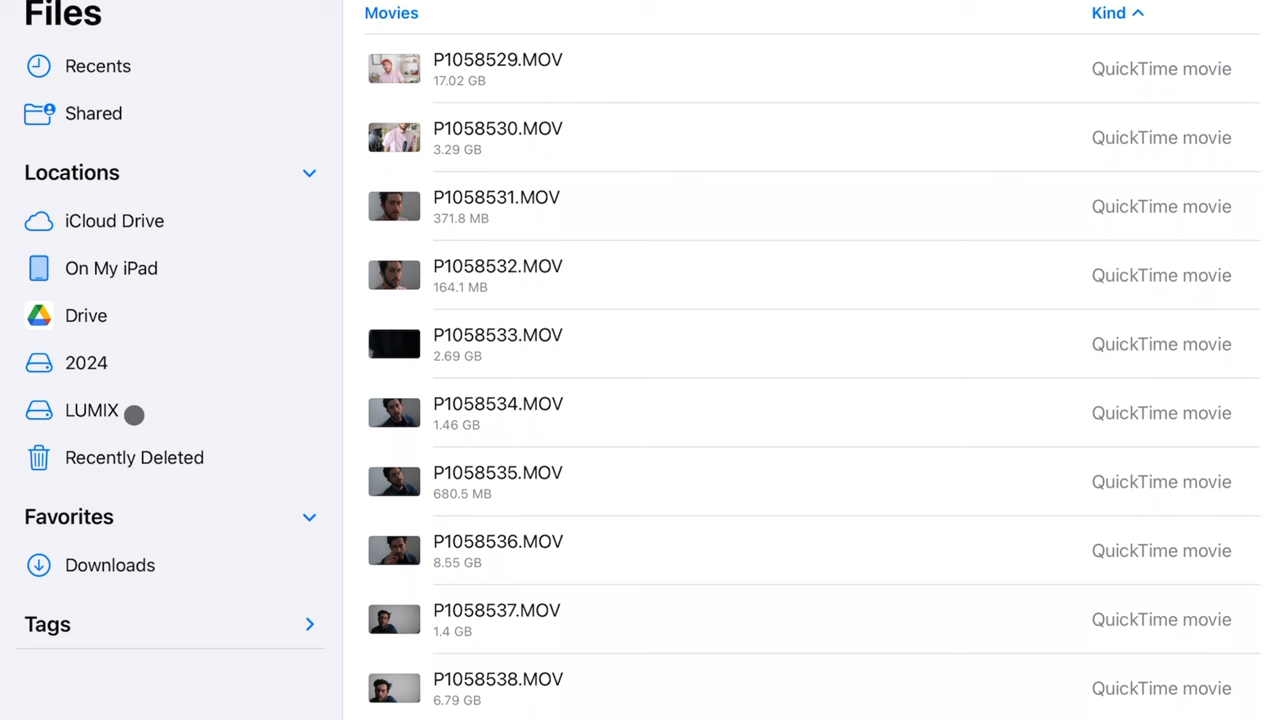 Files
Recents
Shared
Locations
iCloud Drive
On My iPad
Drive
2024
LUMIX
Recently Deleted
Favorites
Downloads
Tags
Movies
Kind
P1058529.MOV
17.02 GB
QuickTime movie
P1058530.MOV
3.29 GB
QuickTime movie
P1058531.MOV
371.8 MB
QuickTime movie
P1058532.MOV
164.1 MB
QuickTime movie
P1058533.MOV
2.69 GB
QuickTime movie
P1058534.MOV
1.46 GB
QuickTime movie
P1058535.MOV
680.5 MB
QuickTime movie
P1058536.MOV
8.55 GB
QuickTime movie
P1058537.MOV
1.4 GB
QuickTime movie
P1058538.MOV
6.79 GB
QuickTime movie